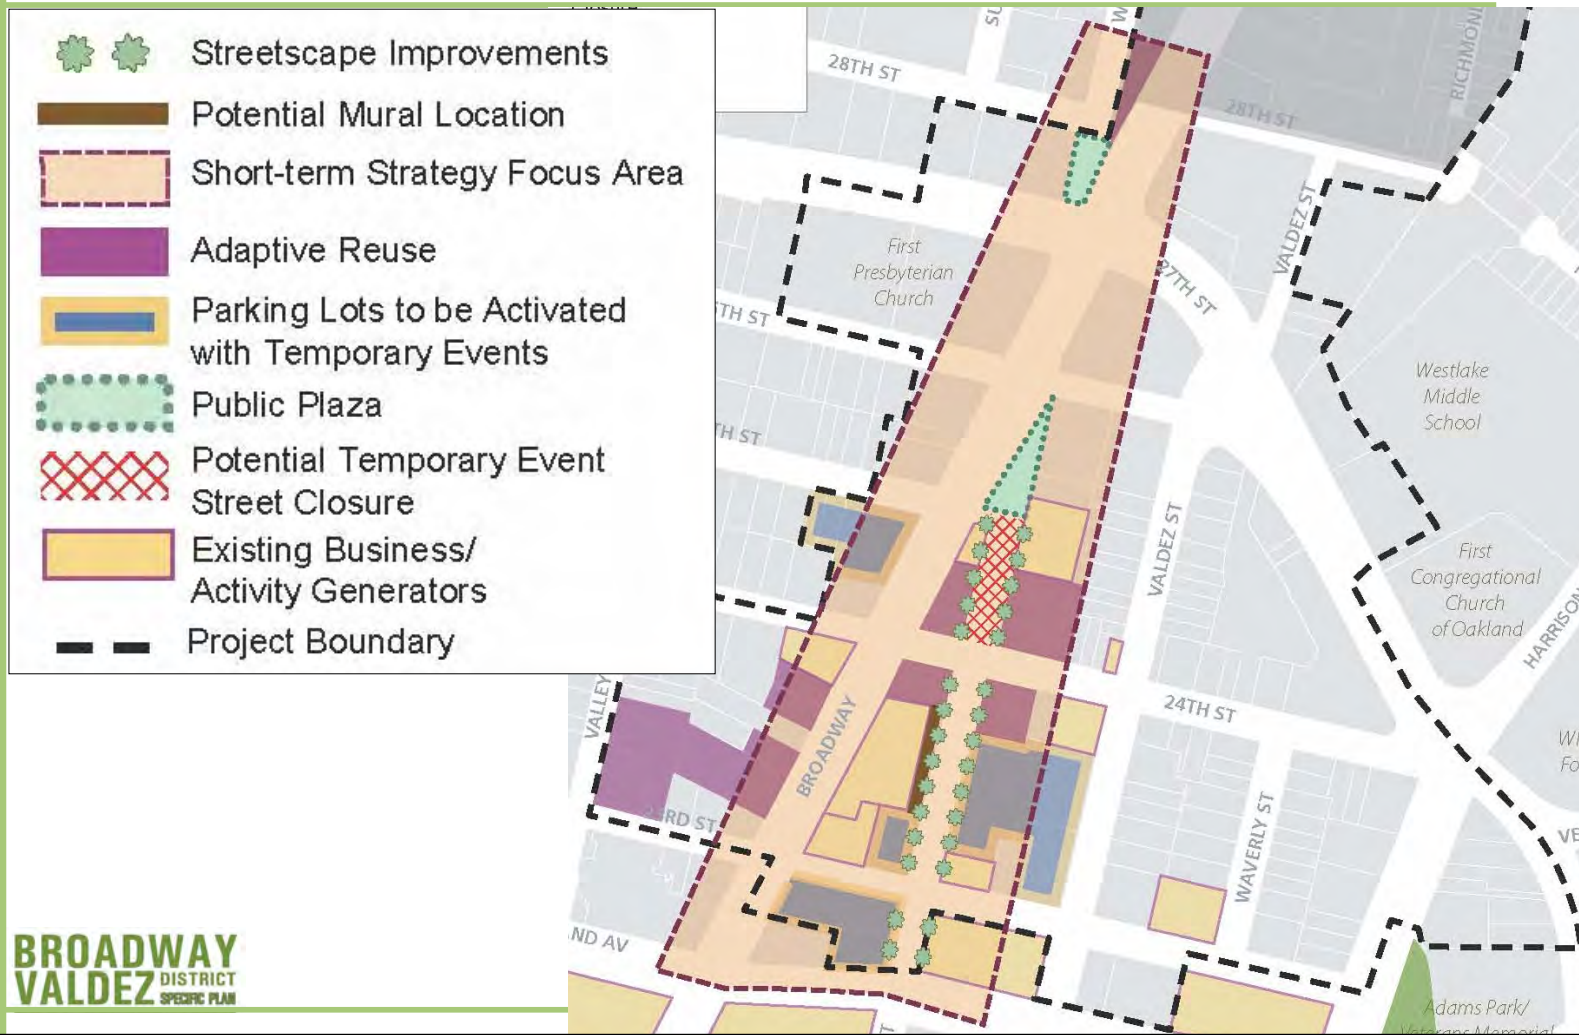 Streetscape Improvements
Potential Mural Location
Short-term Strategy Focus Area
Adaptive Reuse
Parking Lots to be Activated
with Temporary Events
Public Plaza
Potential Temporary Event
Street Closure
Existing Business/
Activity Generators
Project Boundary
BROADWAY
VALDEZ DISTRICT
SPECIFIC PLAN
28TH ST
28TH ST
RICHMOND
VALDEZ ST
27TH ST
First
Presbyterian
Church
TH ST
Westlake
Middle
School
TH ST
VALDEZ ST
First
Congregational
Church
of Oakland
HARRISON
24TH ST
VALLEY
BROADWAY
RD ST
WAVERLY ST
ND AV
Adams Park/
Veterans Memorial